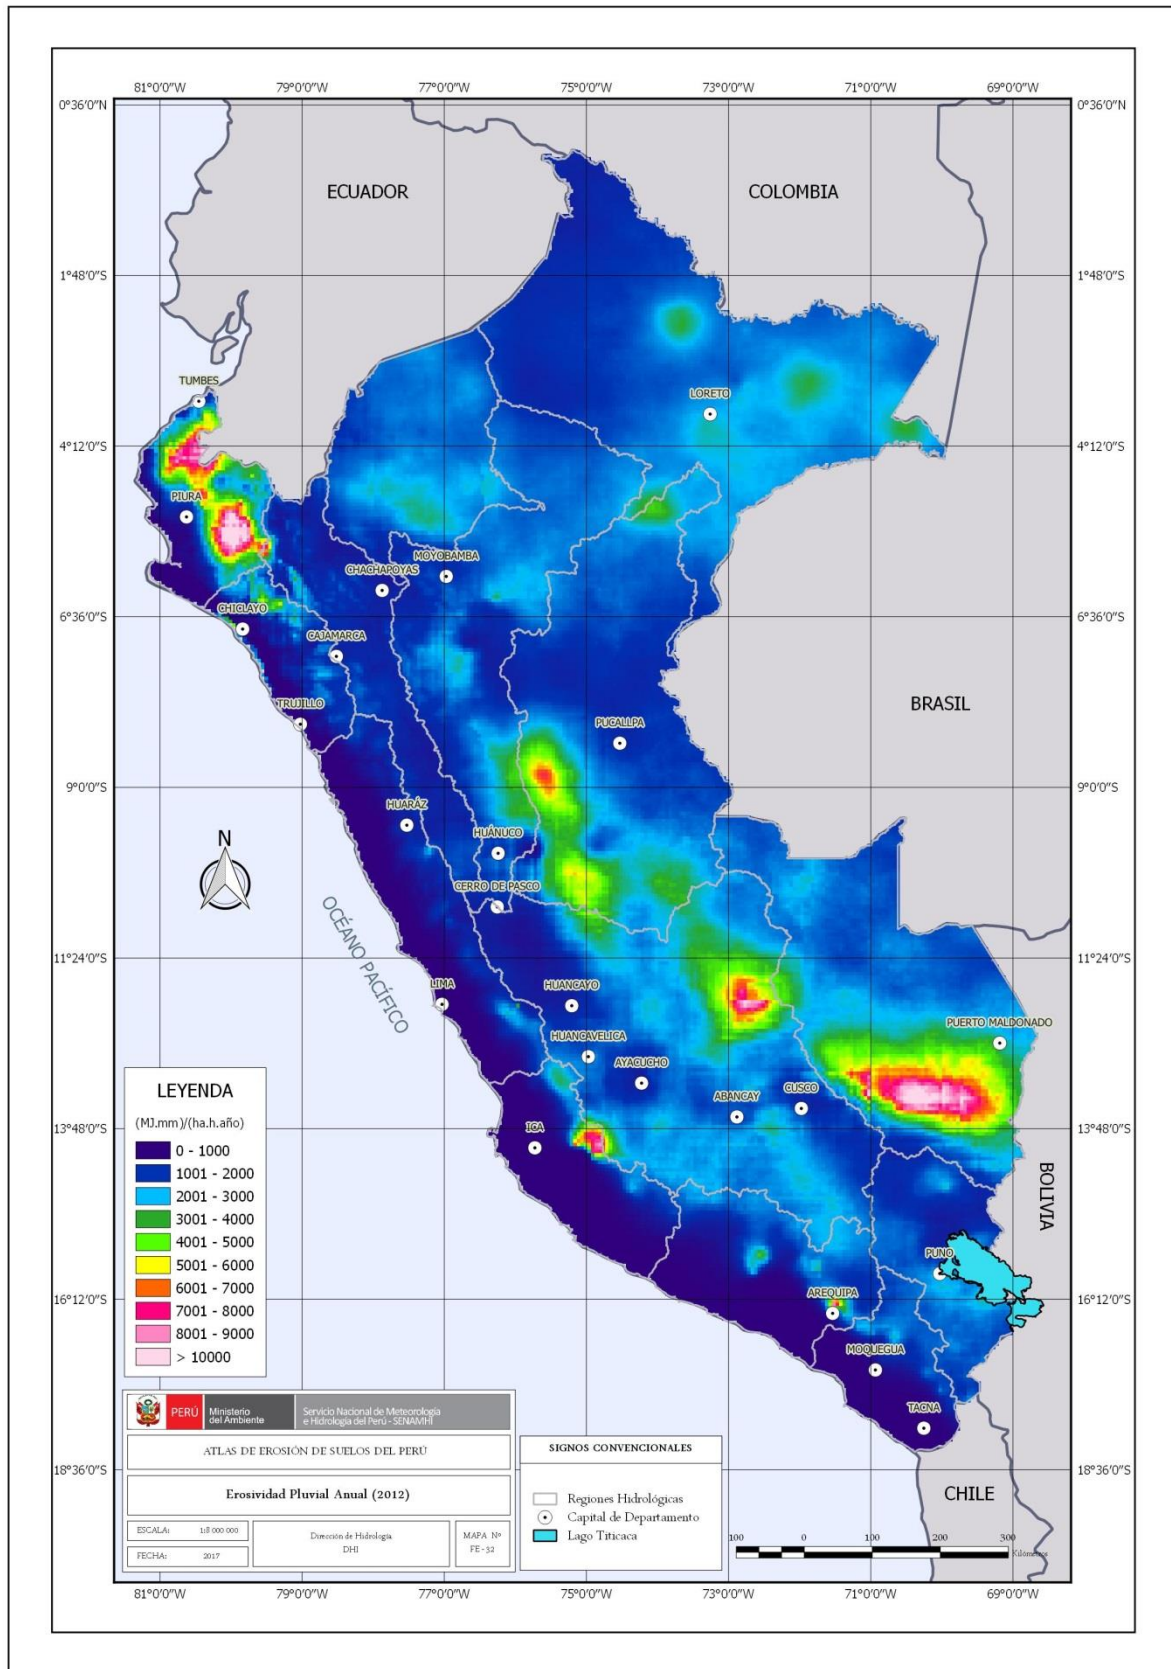 81°0'0"W 79°0'0"W 77°0'0"W 75°0'0"W 73°0'0"W 71°0'0"W 69°0'0"W
0°36'0"N 0°36'0"N
ECUADOR
COLOMBIA
1°48'0"S 1°48'0"S
TUMBES
LORETO
4°12'0"S 4°12'0"S
PIURA
MOYOBAMBA
CHACHAPOYAS
CHICLAYO
6°36'0"S 6°36'0"S
CAJAMARCA
TRUJILLO
BRASIL
PUCALLPA
9°0'0"S 9°0'0"S
HUARÁZ
N
HUÁNUCO
CERRO DE PASCO
OCÉANO PACÍFICO
11°24'0"S 11°24'0"S
LIMA
HUANCAYO
PUERTO MALDONADO
HUANCAVELICA
AYACUCHO
ABANCAY
CUSCO
13°48'0"S
ICA
BOLIVIA
PUNO
16°12'0"S
AREQUIPA
MOQUEGUA
TACNA
LEYENDA
(MJ.mm)/(ha.h.año)
0 - 1000
1001 - 2000
2001 - 3000
3001 - 4000
4001 - 5000
5001 - 6000
6001 - 7000
7001 - 8000
8001 - 9000
> 10000
13°48'0"S
16°12'0"S
PERÚ
Ministerio
del Ambiente
Servicio Nacional de Meteorología
e Hidrología del Perú - SENAMHI
ATLAS DE EROSIÓN DE SUELOS DEL PERÚ
18°36'0"S 18°36'0"S
Erosividad Pluvial Anual (2012)
ESCALA: 1:8 000 000
FECHA: 2017
Dirección de Hidrología
DHI
MAPA Nº
FE - 32
SIGNOS CONVENCIONALES
Regiones Hidrológicas
Capital de Departamento
Lago Titicaca
CHILE
100 0 100 200 300
Kilómetros
81°0'0"W 79°0'0"W 77°0'0"W 75°0'0"W 73°0'0"W 71°0'0"W 69°0'0"W